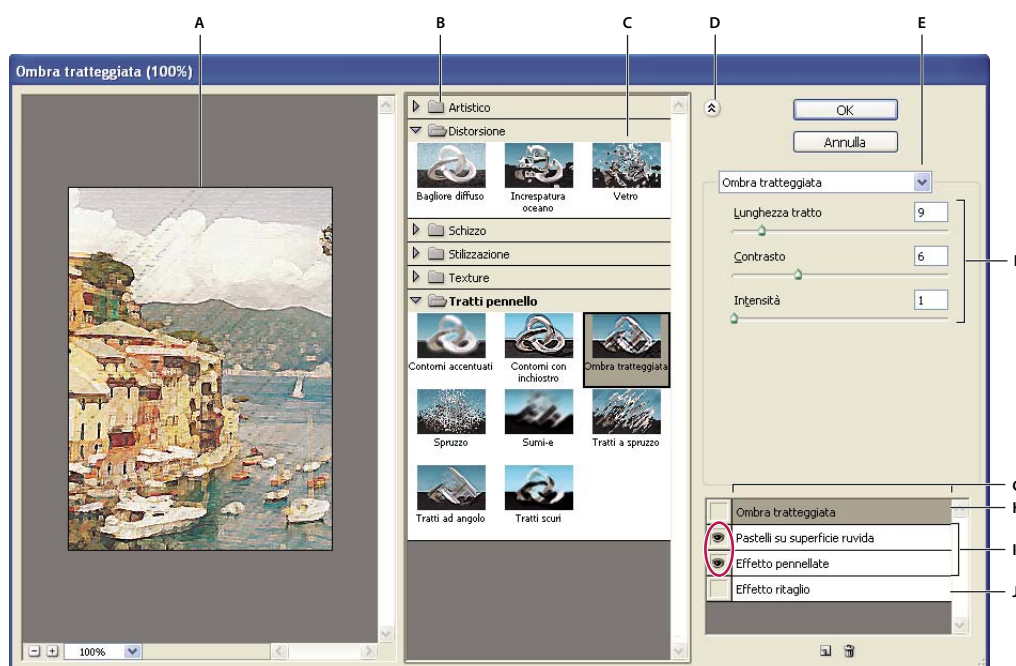 A
B
C
D
E
Ombra tratteggiata (100%)
Artistico
Distorsione
Bagliore diffuso
Increspatura
oceano
Vetro
Schizzo
Stilizzazione
Texture
Tratti pennello
Contorni accentuati
Contorni con
inchiostro
Ombra tratteggiata
Spruzzo
Sumi-e
Tratti a spruzzo
Tratti ad angolo
Tratti scuri
100%
OK
Annulla
Ombra tratteggiata
Lunghezza tratto 9
Contrasto 6
Intensità 1
Ombra tratteggiata
H
Pastelli su superficie ruvida
I
Effetto pennellate
Effetto ritaglio
J